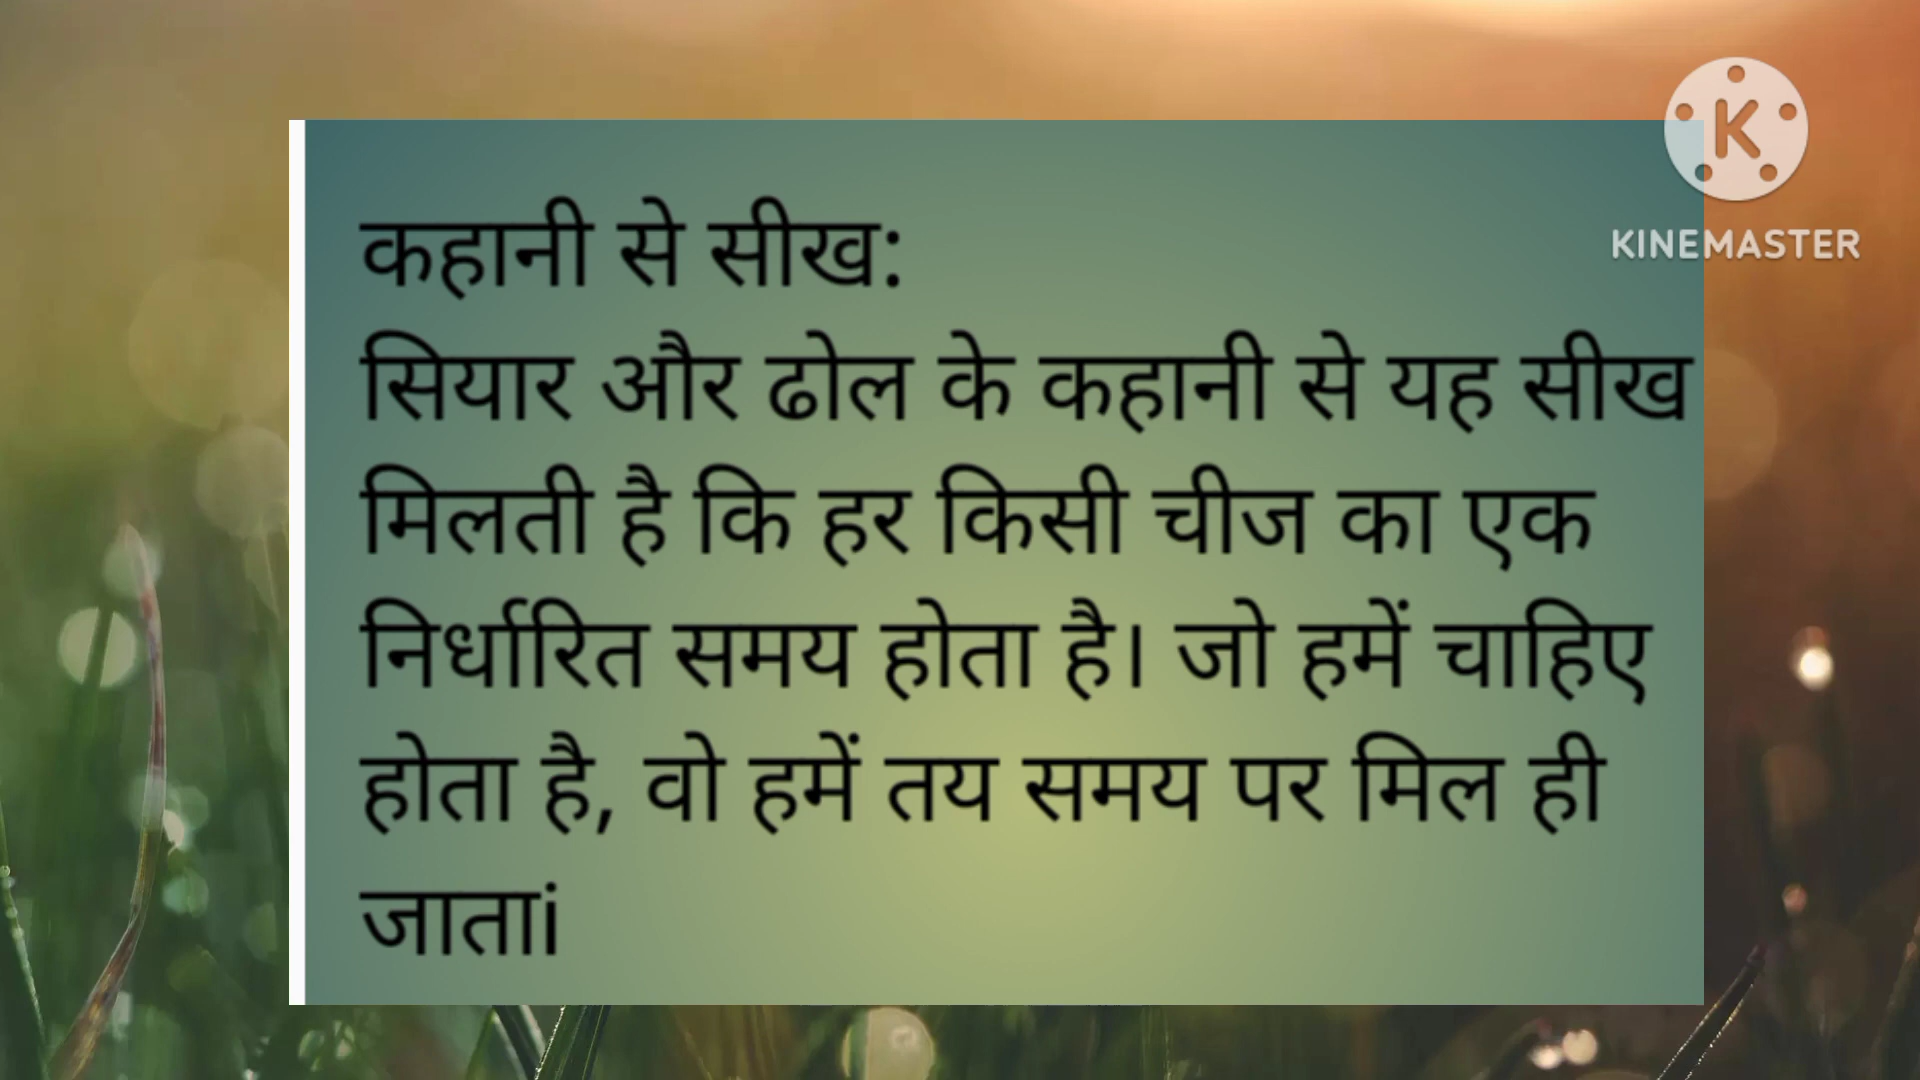 कहानी से सीख:
सियार और ढोल के कहानी से यह सीख
मिलती है कि हर किसी चीज का एक
निर्धारित समय होता है। जो हमें चाहिए
होता है, वो हमें तय समय पर मिल ही
जाताi
K
KINEMASTER